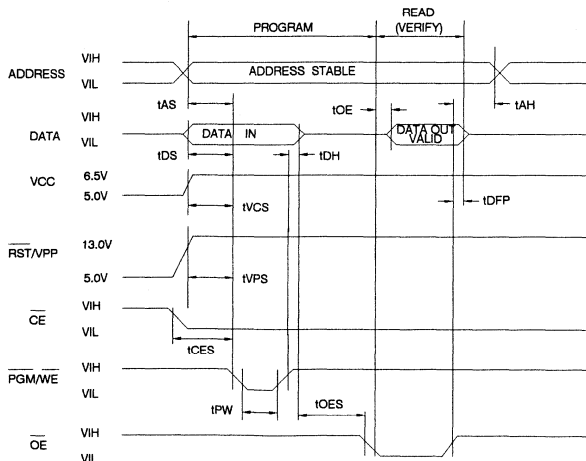 READ
PROGRAM (VERIFY)
VIH
ADDRESS ADDRESS STABLE
VIL
tAS tOE tAH
VIH
DATA DATA IN DATA OUT VALID
VIL
tDS tDH
VCC 6.5V
5.0V tVCS tDFP
RST/VPP 13.0V
5.0V tVPS
VIH
CE
VIL
tCES
PGM/WE VIH
VIL
tPW tOES
VIH
OE
VIL